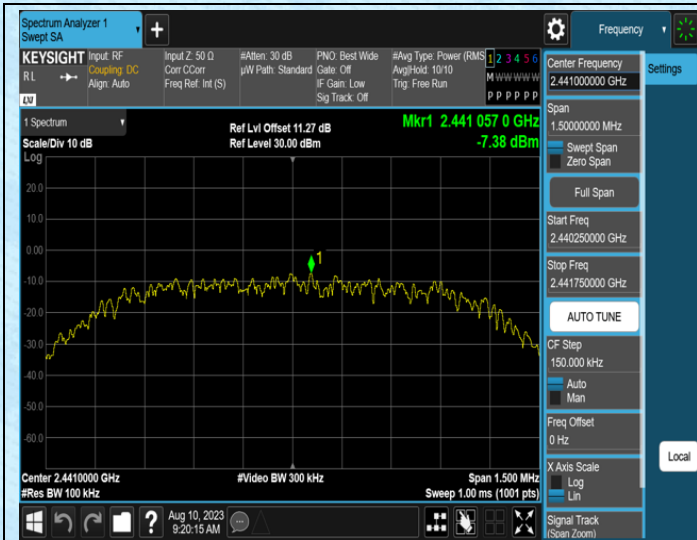 Spectrum Analyzer 1
Swept SA
+
Frequency
KEYSIGHT
R L
Input: RF
Coupling: DC
Align: Auto
Input Z: 50 Ω
Corr CCorr
Freq Ref: Int (S)
#Atten: 30 dB
µW Path: Standard
PNO: Best Wide
Gate: Off
IF Gain: Low
Sig Track: Off
#Avg Type: Power (RMS
Avg|Hold: 10/10
Trig: Free Run
1 2 3 4 5 6
M W W W W W
P P P P P P
1 Spectrum
Scale/Div 10 dB
Log
Ref Lvl Offset 11.27 dB
Ref Level 30.00 dBm
Mkr1 2.441 057 0 GHz
-7.38 dBm
20.0
10.0
0.00
-10.0
-20.0
-30.0
-40.0
-50.0
-60.0
1
Center 2.4410000 GHz
#Res BW 100 kHz
#Video BW 300 kHz
Span 1.500 MHz
Sweep 1.00 ms (1001 pts)
Center Frequency
2.441000000 GHz
Span
1.50000000 MHz
Swept Span
Zero Span
Full Span
Start Freq
2.440250000 GHz
Stop Freq
2.441750000 GHz
AUTO TUNE
CF Step
150.000 kHz
Auto
Man
Freq Offset
0 Hz
X Axis Scale
Log
Lin
Signal Track
(Span Zoom)
Settings
Local
?
Aug 10, 2023
9:20:15 AM